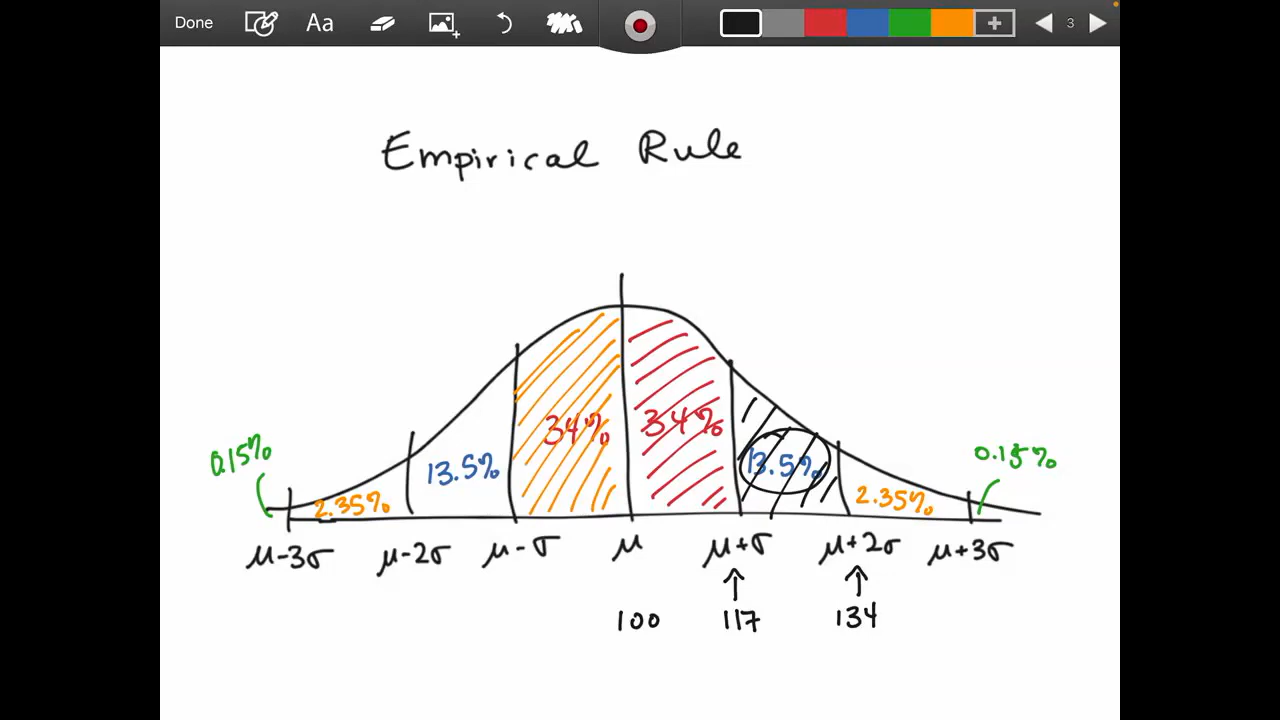 Done Aa 3
Empirical Rule
34% 34%
0.15% 13.5% 13.5% 0.15%
2.35% 2.35%
μ-3σ μ-2σ μ-σ μ μ+σ μ+2σ μ+3σ
100 117 134